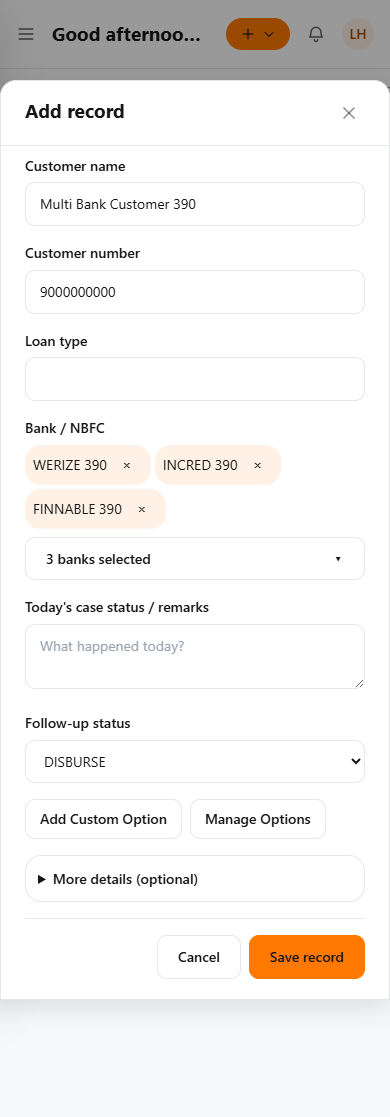 Good afternoo...
+
LH
Add record
Customer name
Multi Bank Customer 390
Customer number
9000000000
Loan type
Bank / NBFC
WERIZE 390 ×
INCRED 390 ×
FINNABLE 390 ×
3 banks selected
Today's case status / remarks
What happened today?
Follow-up status
DISBURSE
Add Custom Option
Manage Options
More details (optional)
Cancel
Save record